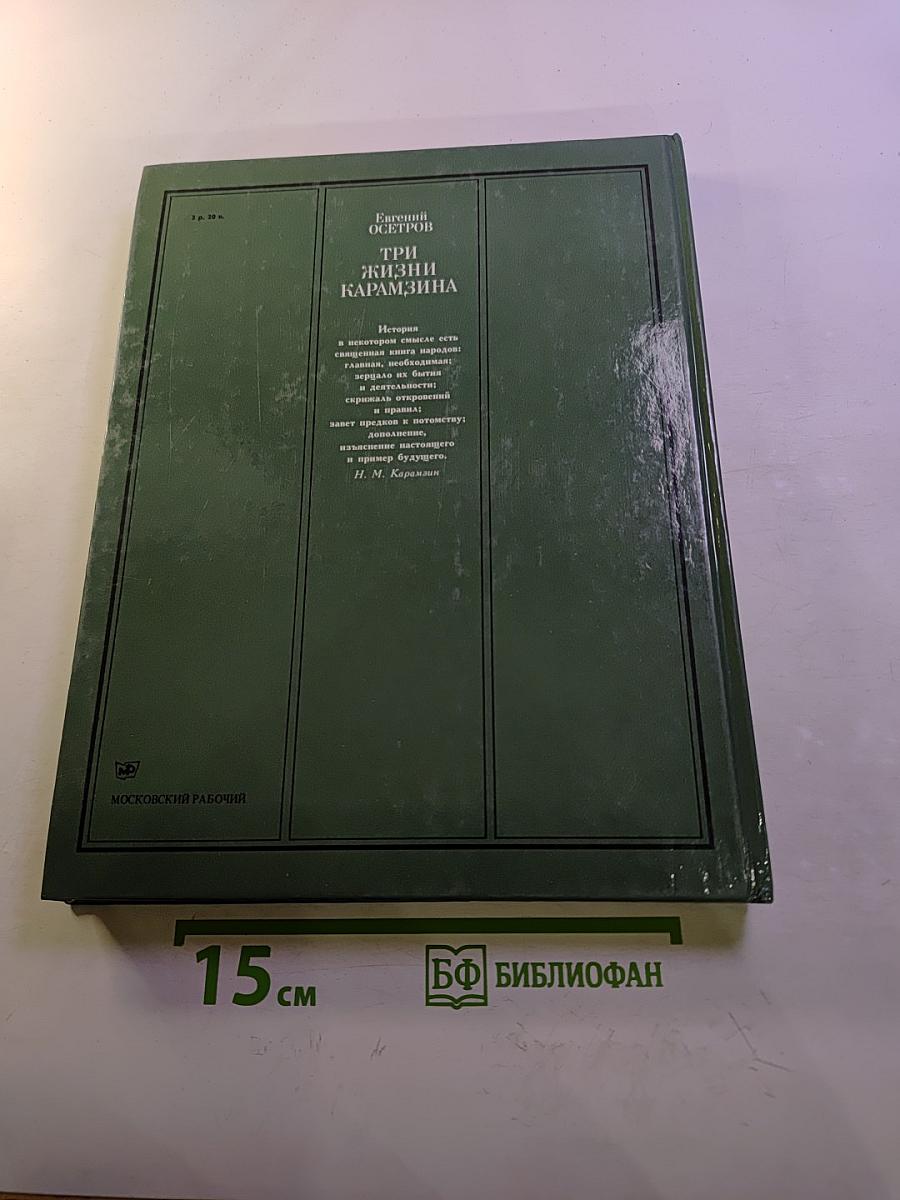 3 р. 20 к.
Евгений
ОСЕТРОВ
ТРИ
ЖИЗНИ
КАРАМЗИНА
История
в некотором смысле есть
священная книга народов:
главная, необходимая;
зерцало их бытия
и деятельности;
скрижаль откровений
и правил;
завет предков к потомству;
дополнение,
изъяснение настоящего
и пример будущего.
Н. М. Карамзин
МР
МОСКОВСКИЙ РАБОЧИЙ
15 см
БФ БИБЛИОФАН